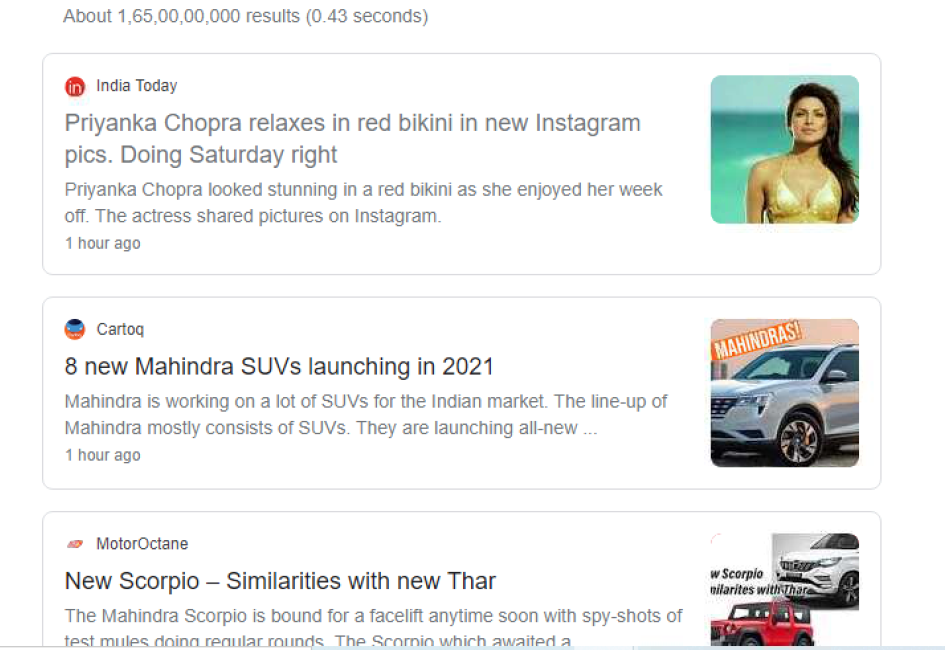 About 1,65,00,00,000 results (0.43 seconds)
in
India Today
Priyanka Chopra relaxes in red bikini in new Instagram
pics. Doing Saturday right
Priyanka Chopra looked stunning in a red bikini as she enjoyed her week
off. The actress shared pictures on Instagram.
1 hour ago
Cartoq
8 new Mahindra SUVs launching in 2021
Mahindra is working on a lot of SUVs for the Indian market. The line-up of
Mahindra mostly consists of SUVs. They are launching all-new ...
1 hour ago
MAHINDRAS!
MotorOctane
New Scorpio – Similarities with new Thar
The Mahindra Scorpio is bound for a facelift anytime soon with spy-shots of
test mules doing regular rounds. The Scorpio which awaited a
w Scorpio
nilarites with Thar